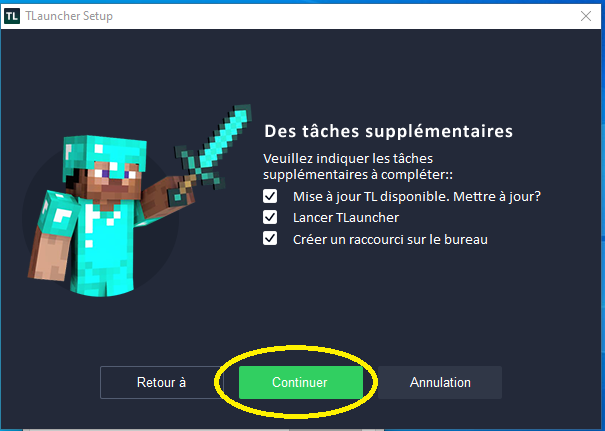 TL TLauncher Setup
Des tâches supplémentaires
Veuillez indiquer les tâches
supplémentaires à compléter::
Mise à jour TL disponible. Mettre à jour?
Lancer TLauncher
Créer un raccourci sur le bureau
Retour à Continuer Annulation